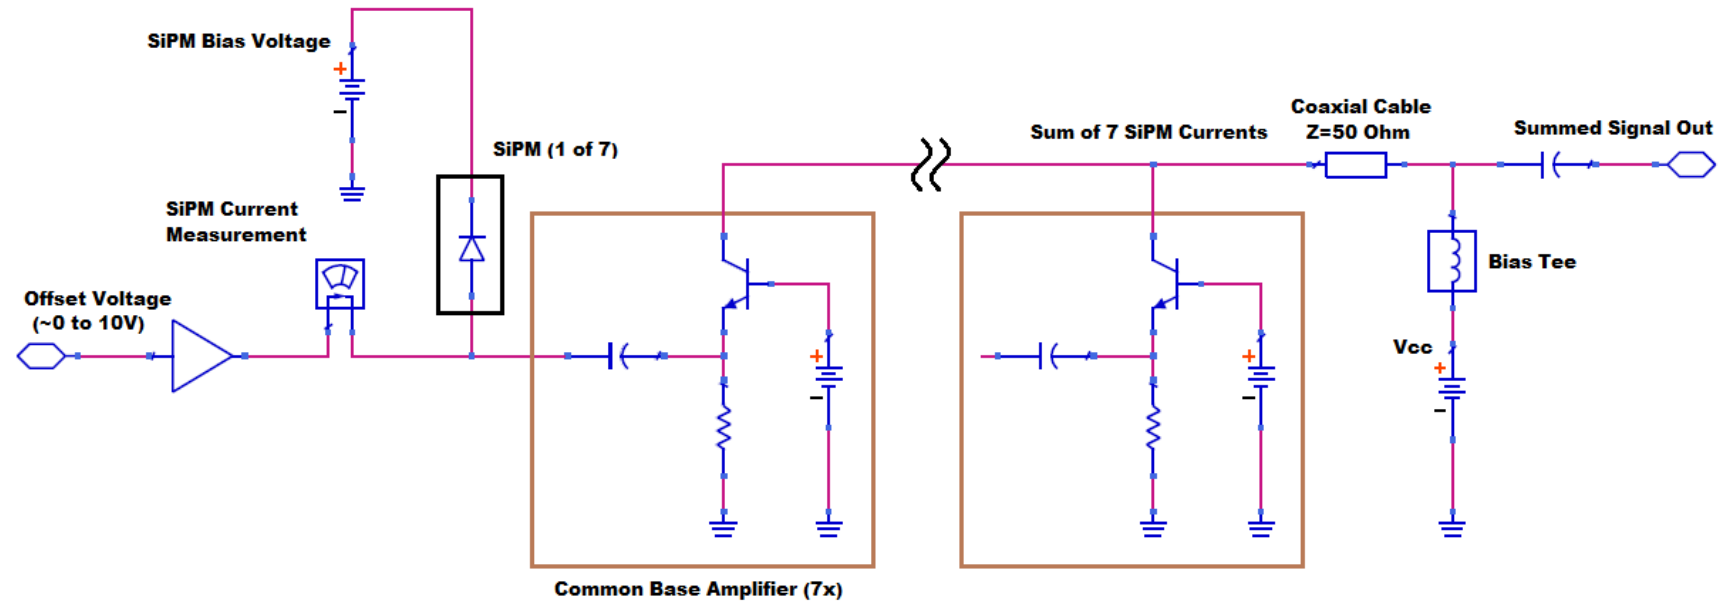 SiPM Bias Voltage
+
−
SiPM (1 of 7)
SiPM Current
Measurement
Offset Voltage
(~0 to 10V)
Sum of 7 SiPM Currents
Coaxial Cable
Z=50 Ohm
Summed Signal Out
Bias Tee
Vcc
+
−
+
−
+
−
Common Base Amplifier (7x)